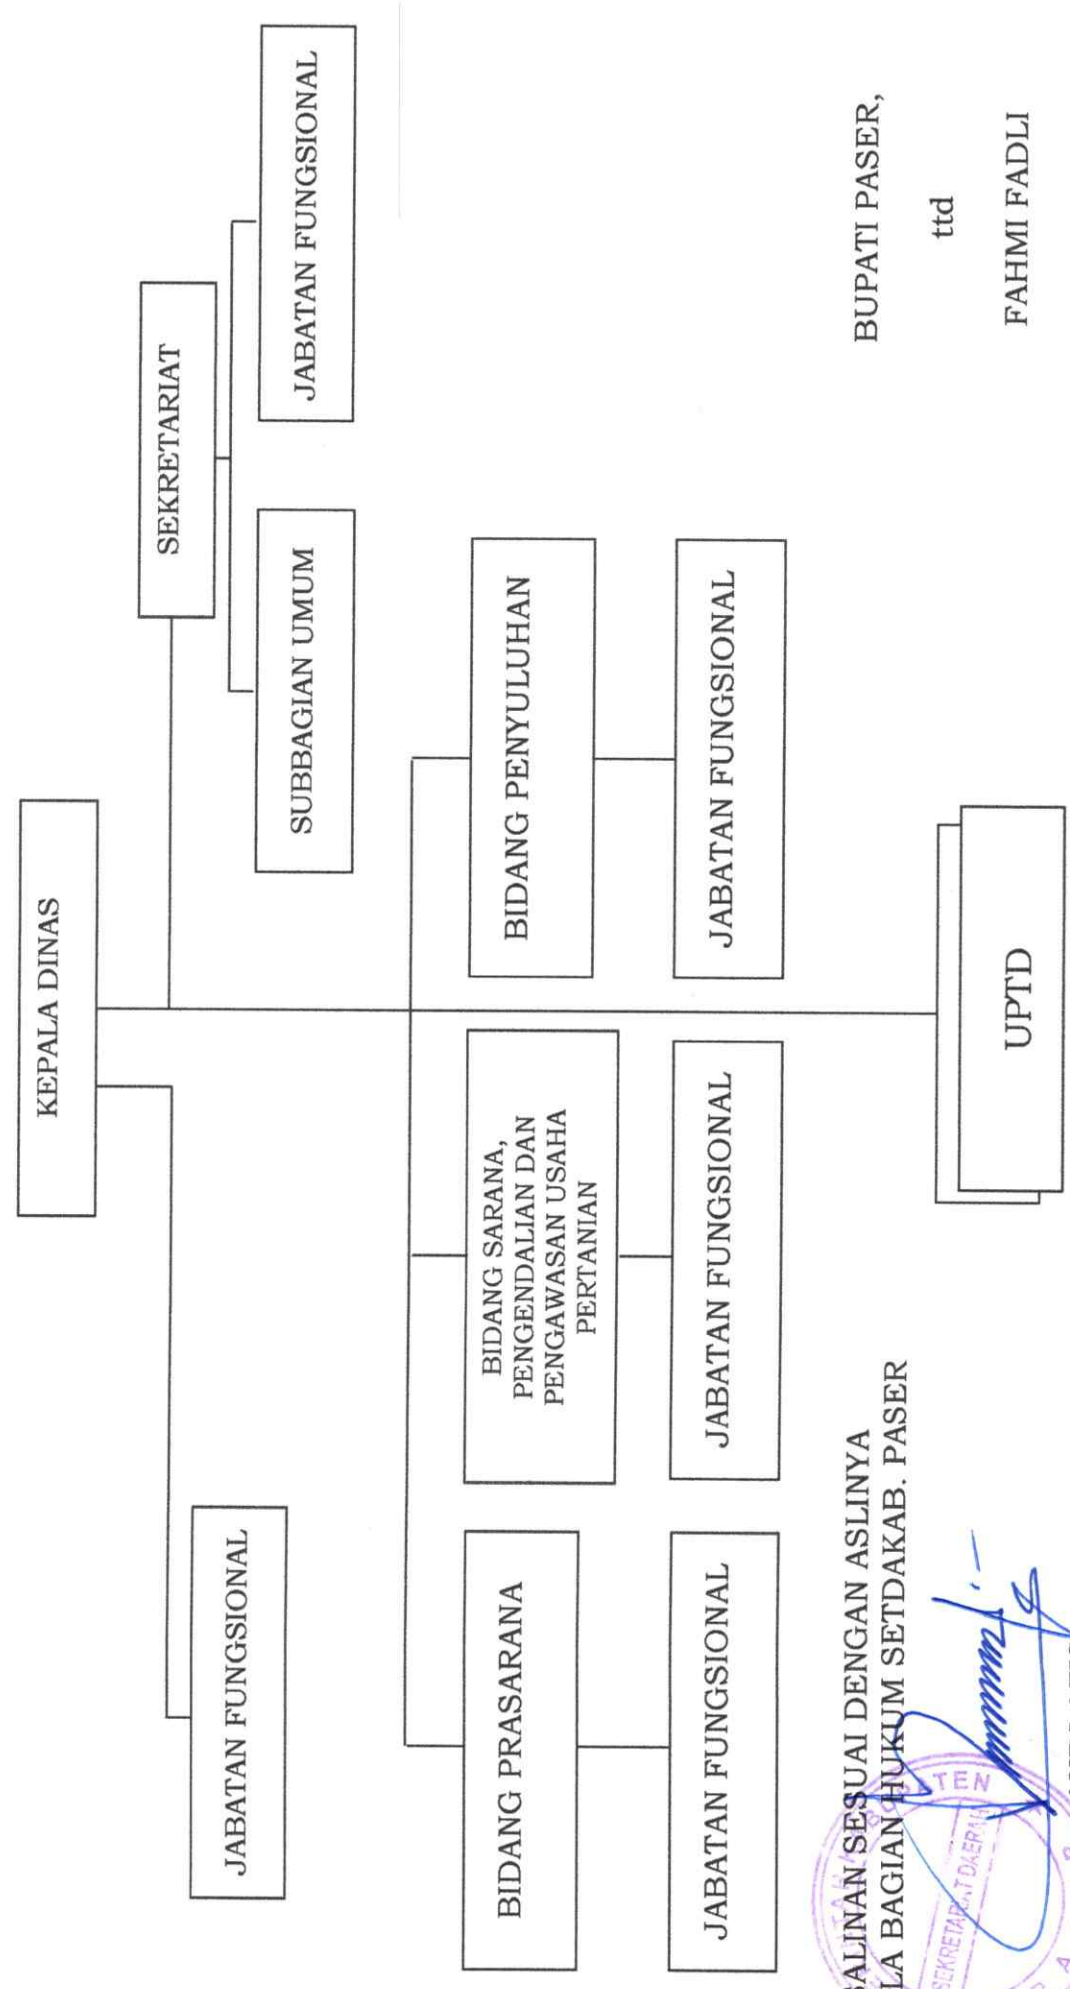 KEPALA DINAS
SEKRETARIAT
JABATAN FUNGSIONAL
SUBBAGIAN UMUM
JABATAN FUNGSIONAL
BIDANG PRASARANA
BIDANG SARANA,
PENGENDALIAN DAN
PENGAWASAN USAHA
PERTANIAN
BIDANG PENYULUHAN
JABATAN FUNGSIONAL
JABATAN FUNGSIONAL
JABATAN FUNGSIONAL
UPTD
SALINAN SESUAI DENGAN ASLINYA
LA BAGIAN HUKUM SETDAKAB. PASER
SEKRETARIAT DAERAH
BUPATI PASER,
ttd
FAHMI FADLI